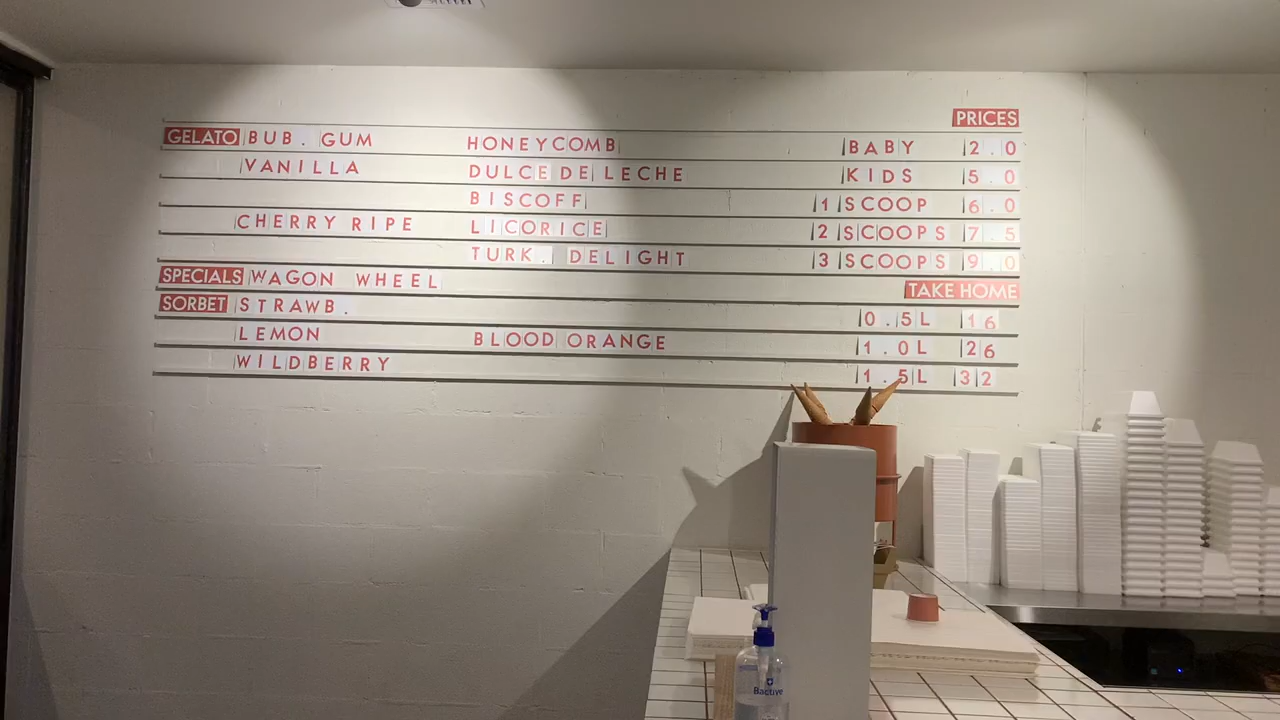 PRICES
GELATO BUB. GUM HONEYCOMB BABY 2.0
VANILLA DULCE DE LECHE KIDS 5.0
BISCOFF 1 SCOOP 6.0
CHERRY RIPE LICORICE 2 SCOOPS 7.5
TURK. DELIGHT 3 SCOOPS 9.0
SPECIALS WAGON WHEEL TAKE HOME
SORBET STRAWB. 0.5L 16
LEMON BLOOD ORANGE 1.0L 26
WILDBERRY 1.5L 32
Bactive